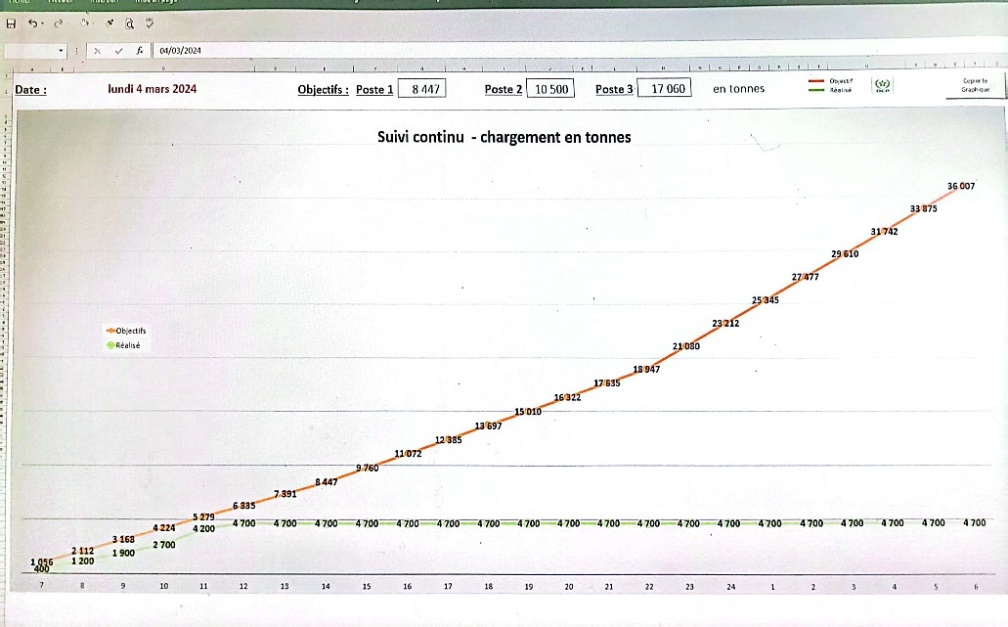 fx 04/03/2024
Date : lundi 4 mars 2024 Objectifs : Poste 1 8 447 Poste 2 10 500 Poste 3 17 060 en tonnes
Objectif
Réalisé
OCP
Copier le
Graphique
Suivi continu - chargement en tonnes
36 007
33 875
31 742
29 610
27 477
25 345
23 212
21 080
18 947
17 635
16 322
15 010
13 697
12 385
11 072
9 760
8 447
7 391
6 335
5 279
4 224
3 168
2 112
1 056
Objectifs
Réalisé
400 1 200 1 900 2 700 4 200 4 700 4 700 4 700 4 700 4 700 4 700 4 700 4 700 4 700 4 700 4 700 4 700 4 700 4 700 4 700 4 700 4 700 4 700 4 700
7 8 9 10 11 12 13 14 15 16 17 18 19 20 21 22 23 24 1 2 3 4 5 6